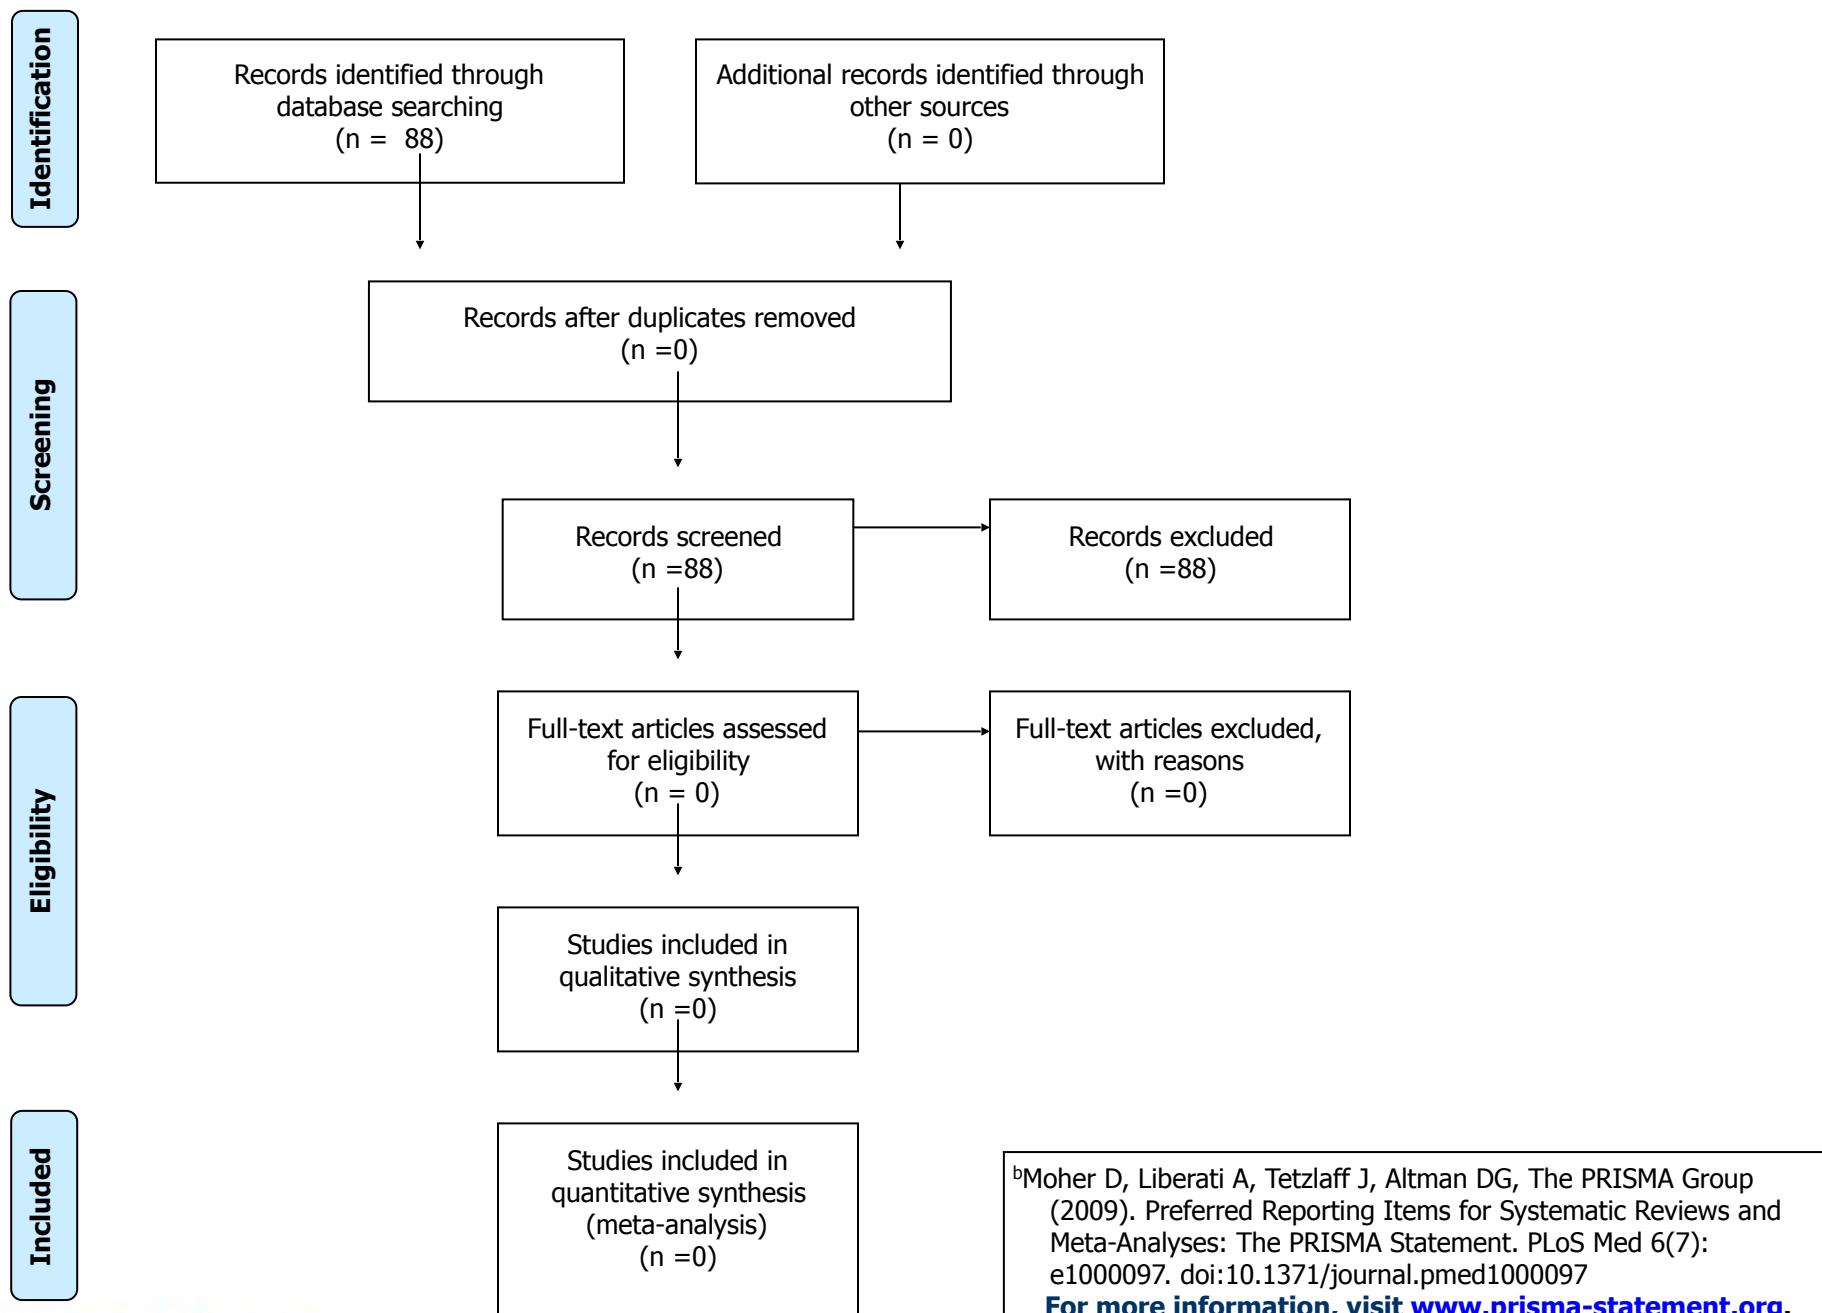 Identification
Records identified through
database searching
(n =  88)
Additional records identified through
other sources
(n = 0)
Screening
Records after duplicates removed
(n =0)
Records screened
(n =88)
Records excluded
(n =88)
Eligibility
Full-text articles assessed
for eligibility
(n = 0)
Full-text articles excluded,
with reasons
(n =0)
Studies included in
qualitative synthesis
(n =0)
Included
Studies included in
quantitative synthesis
(meta-analysis)
(n =0)
ᵇMoher D, Liberati A, Tetzlaff J, Altman DG, The PRISMA Group
(2009). Preferred Reporting Items for Systematic Reviews and
Meta-Analyses: The PRISMA Statement. PLoS Med 6(7):
e1000097. doi:10.1371/journal.pmed1000097
For more information, visit www.prisma-statement.org.